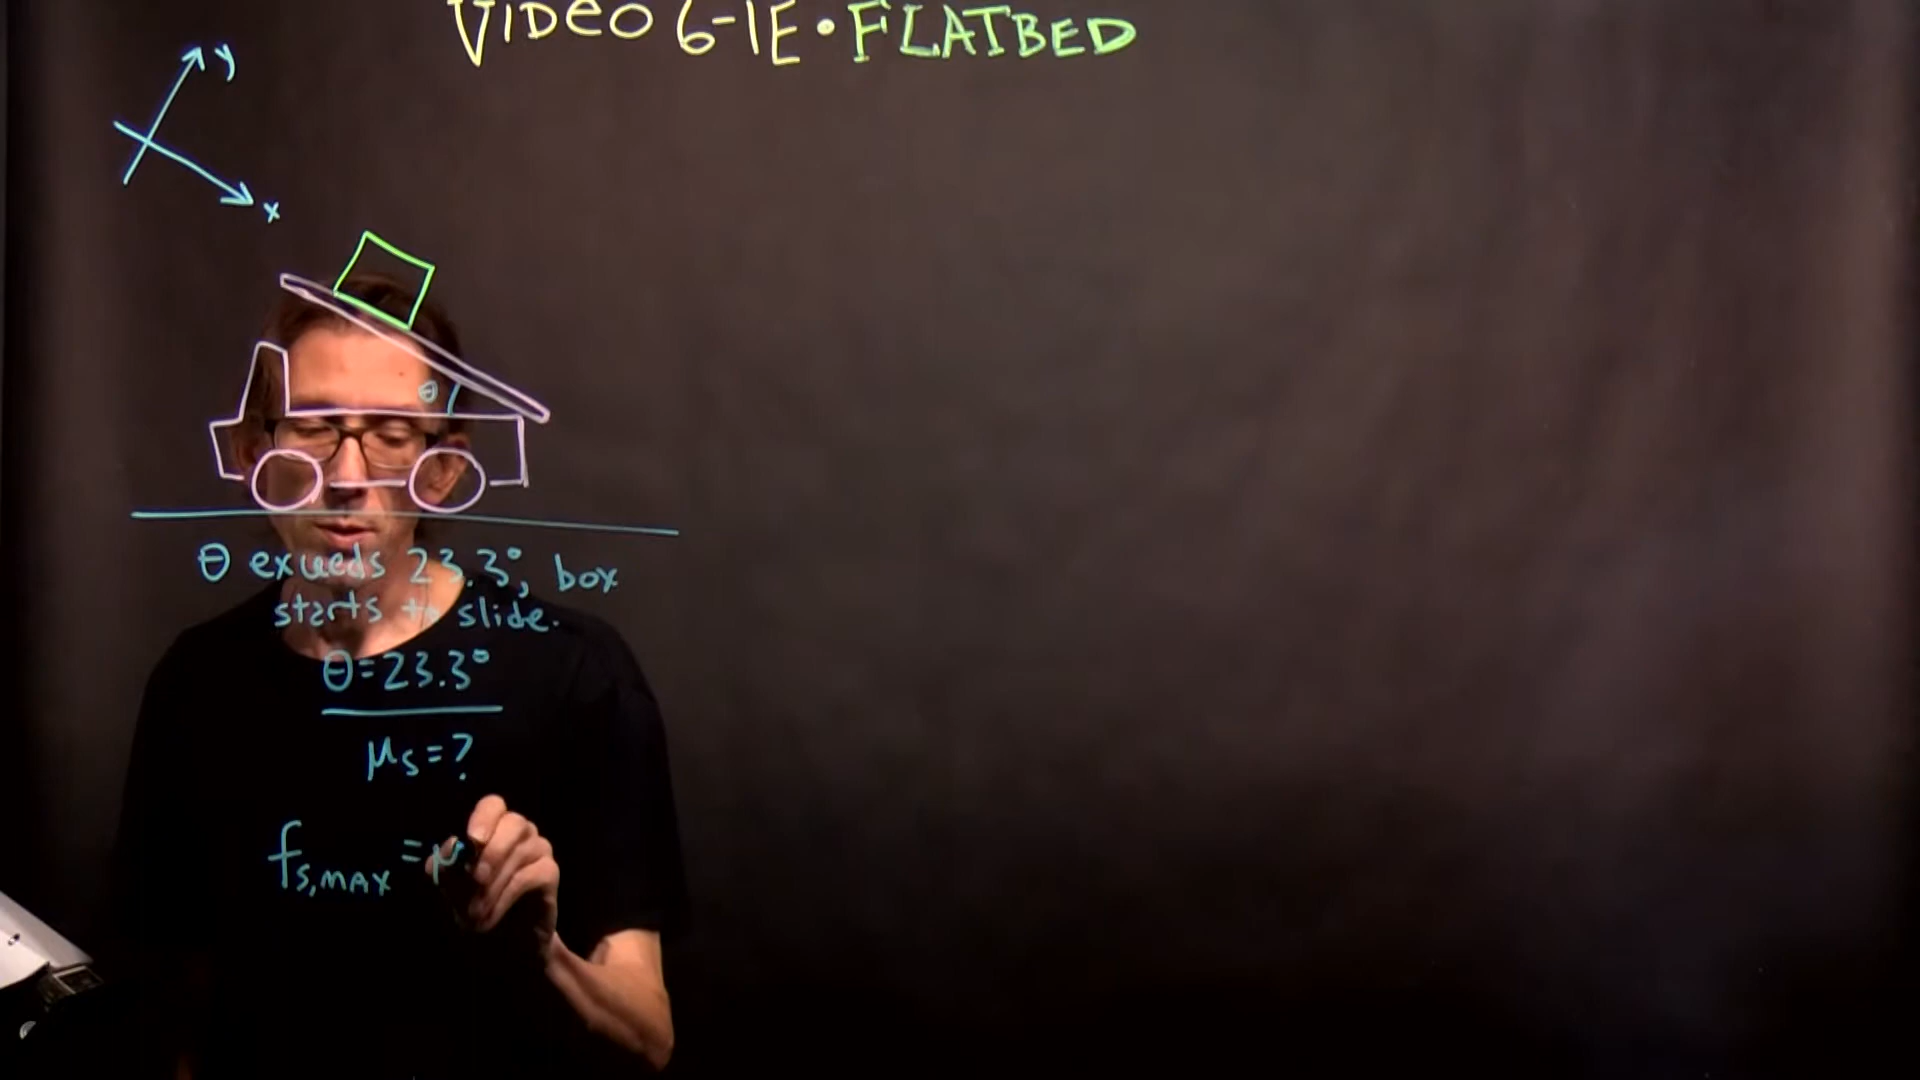 VIDEO 6-1E • FLATBED
y
x
θ
θ exceeds 23.3°, box
starts to slide.
θ=23.3°
μs=?
fs,MAX =μ